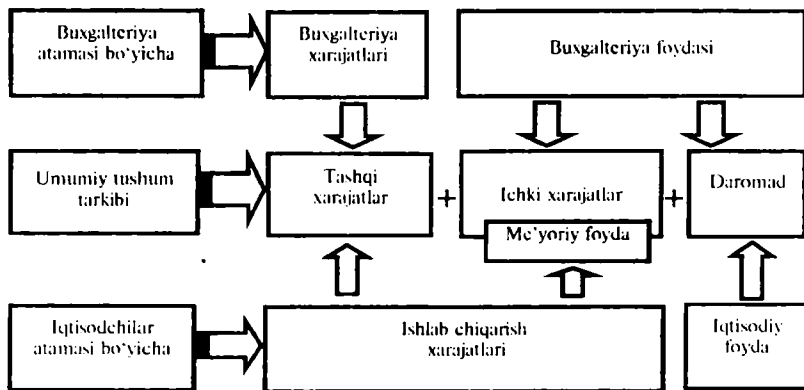 Buxgalteriya
atamasi bo‘yicha
Buxgalteriya
xarajatlari
Buxgalteriya foydasi
Umumiy tushum
tarkibi
Tashqi
xarajatlar
+
Ichki xarajatlar
Me’yoriy foyda
+
Daromad
Iqtisodchilar
atamasi bo‘yicha
Ishlab chiqarish
xarajatlari
Iqtisodiy
foyda